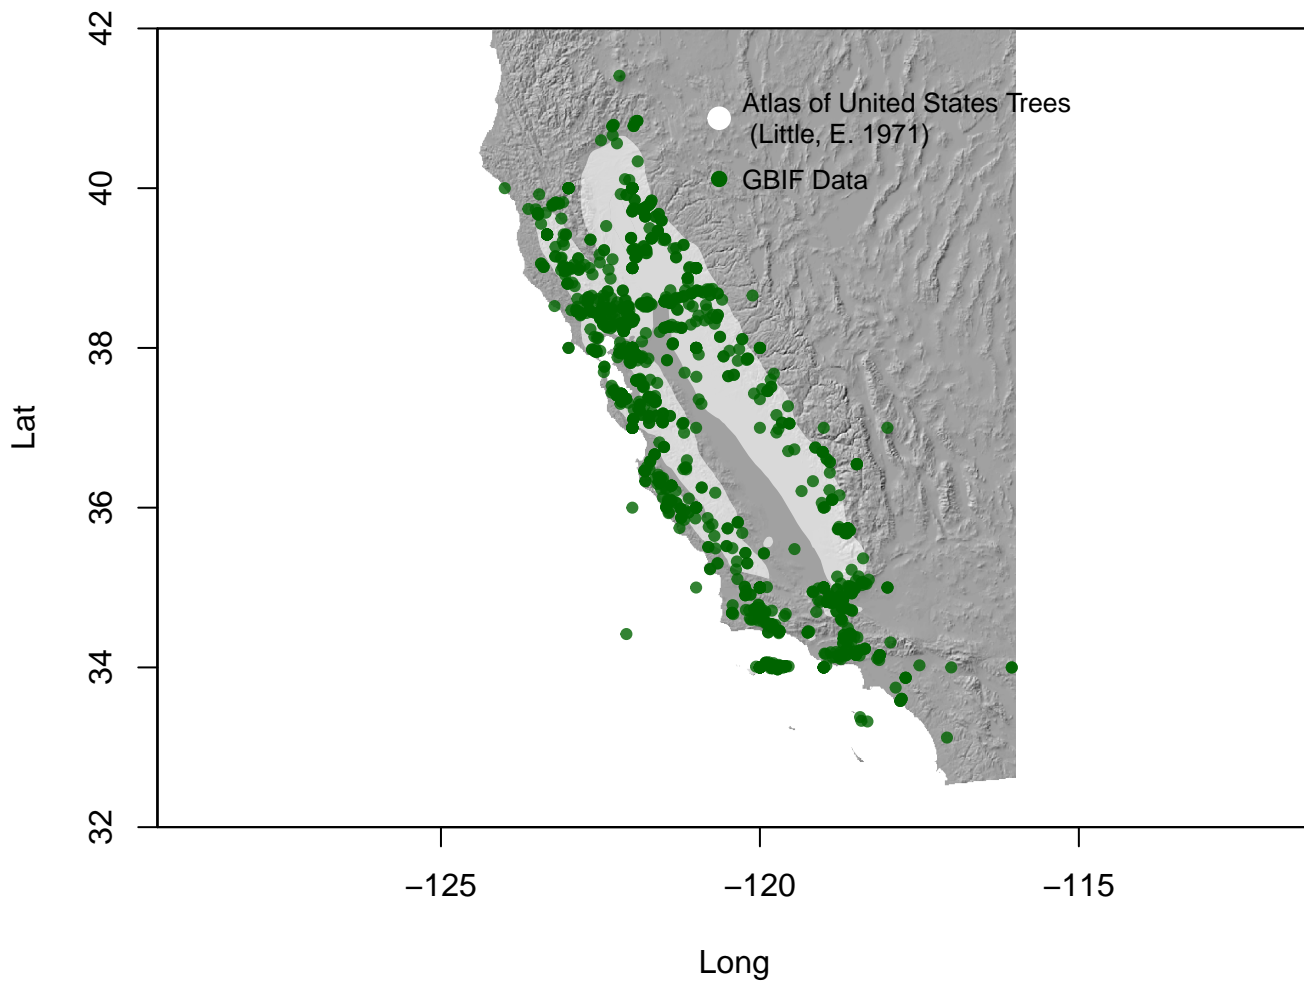 42
40
38
36
34
32
Lat
Atlas of United States Trees
(Little, E. 1971)
GBIF Data
−125
−120
−115
Long